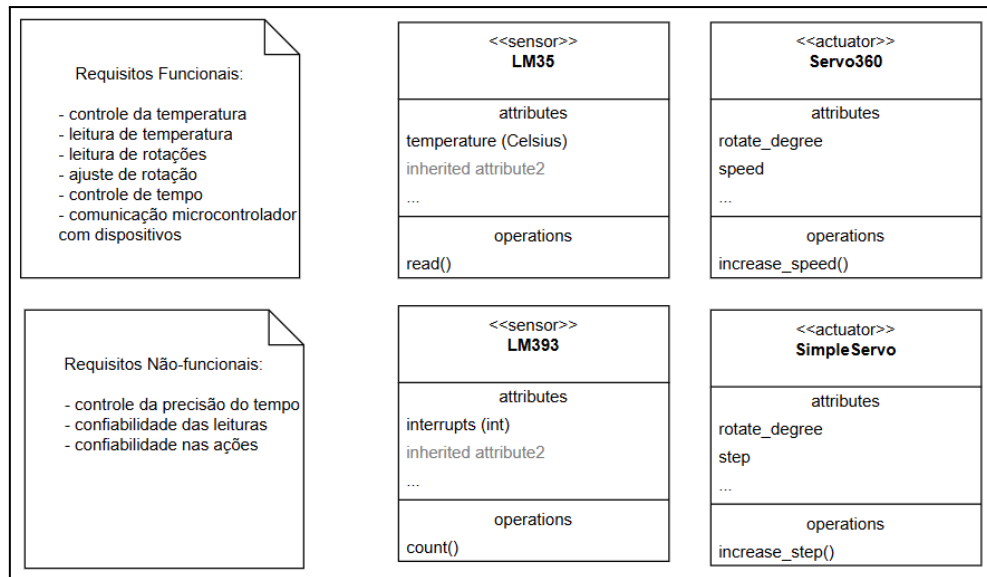 Requisitos Funcionais:
- controle da temperatura
- leitura de temperatura
- leitura de rotações
- ajuste de rotação
- controle de tempo
- comunicação microcontrolador
com dispositivos
<<sensor>>
LM35
attributes
temperature (Celsius)
inherited attribute2
...
operations
read()
<<actuator>>
Servo360
attributes
rotate_degree
speed
...
operations
increase_speed()
Requisitos Não-funcionais:
- controle da precisão do tempo
- confiabilidade das leituras
- confiabilidade nas ações
<<sensor>>
LM393
attributes
interrupts (int)
inherited attribute2
...
operations
count()
<<actuator>>
SimpleServo
attributes
rotate_degree
step
...
operations
increase_step()